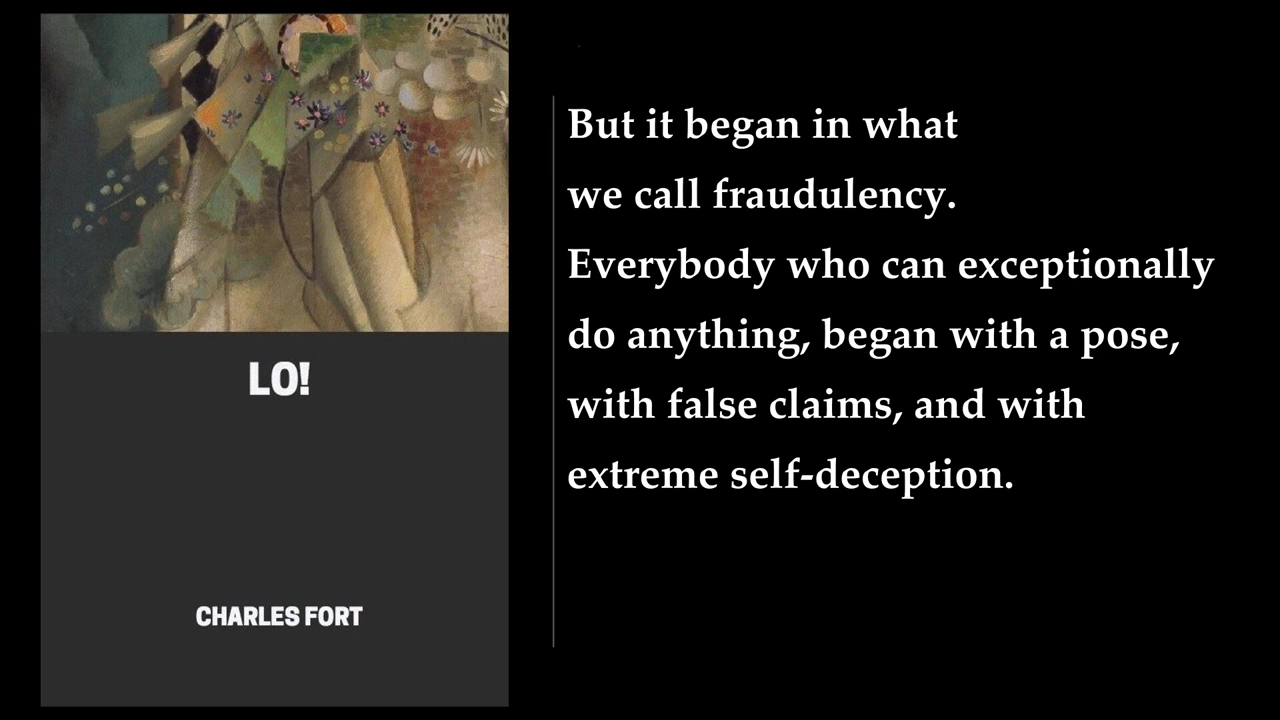 LO!
CHARLES FORT
But it began in what
we call fraudulency.
Everybody who can exceptionally
do anything, began with a pose,
with false claims, and with
extreme self-deception.